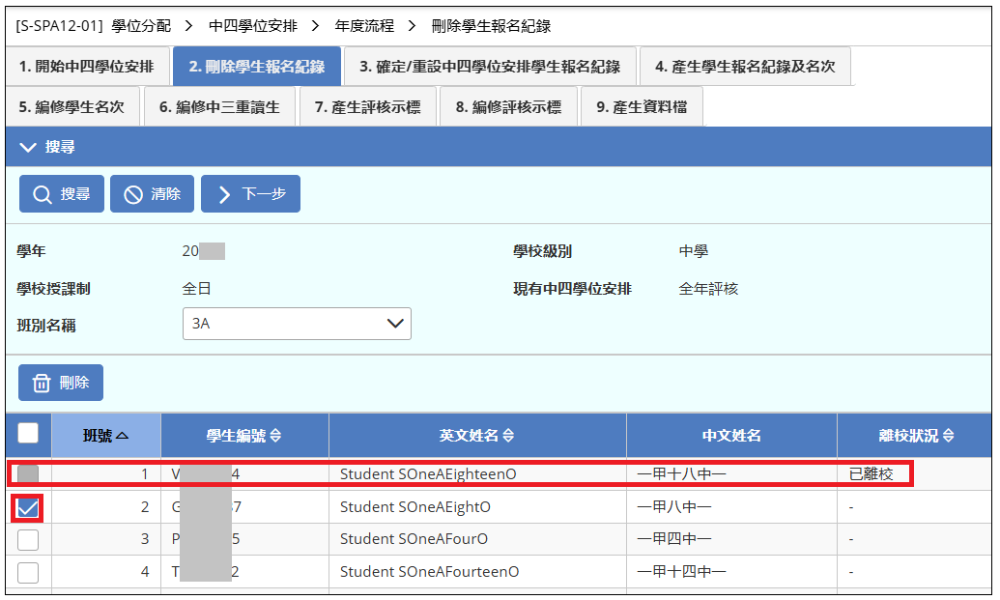 [S-SPA12-01] 學位分配 > 中四學位安排 > 年度流程 > 刪除學生報名紀錄
1. 開始中四學位安排 2. 刪除學生報名紀錄 3. 確定/重設中四學位安排學生報名紀錄 4. 產生學生報名紀錄及名次
5. 編修學生名次 6. 編修中三重讀生 7. 產生評核示標 8. 編修評核示標 9. 產生資料檔
搜尋
搜尋 清除 下一步
學年 20 學校級別 中學
學校授課制 全日 現有中四學位安排 全年評核
班別名稱 3A
刪除
班號 學生編號 英文姓名 中文姓名 離校狀況
1 V 4 Student SOneAEighteenO 一甲十八中一 已離校
2 G 7 Student SOneAEightO 一甲八中一 -
3 P 5 Student SOneAFourO 一甲四中一 -
4 T 2 Student SOneAFourteenO 一甲十四中一 -